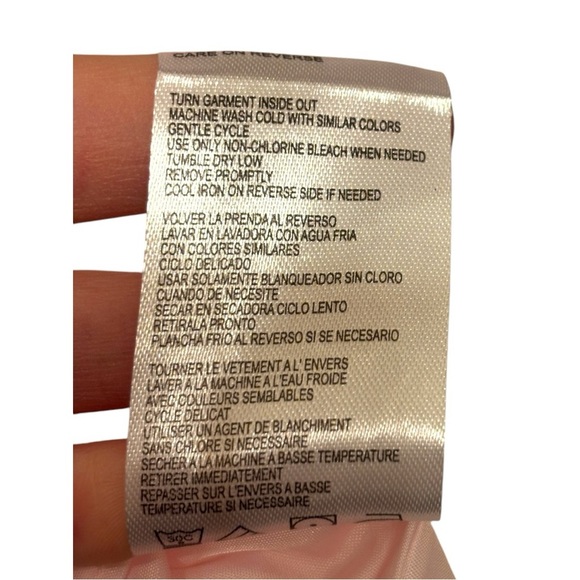 CARE ON REVERSE
TURN GARMENT INSIDE OUT
MACHINE WASH COLD WITH SIMILAR COLORS
GENTLE CYCLE
USE ONLY NON-CHLORINE BLEACH WHEN NEEDED
TUMBLE DRY LOW
REMOVE PROMPTLY
COOL IRON ON REVERSE SIDE IF NEEDED
VOLVER LA PRENDA AL REVERSO
LAVAR EN LAVADORA CON AGUA FRIA
CON COLORES SIMILARES
CICLO DELICADO
USAR SOLAMENTE BLANQUEADOR SIN CLORO
CUANDO DE NECESITE
SECAR EN SECADORA CICLO LENTO
RETIRALA PRONTO
PLANCHA FRIO AL REVERSO SI SE NECESARIO
TOURNER LE VETEMENT A L' ENVERS
LAVER A LA MACHINE A L'EAU FROIDE
AVEC COULEURS SEMBLABLES
CYCLE DELICAT
UTILISER UN AGENT DE BLANCHIMENT
SANS CHLORE SI NECESSAIRE
SECHER A LA MACHINE A BASSE TEMPERATURE
RETIRER IMMEDIATEMENT
REPASSER SUR L'ENVERS A BASSE
TEMPERATURE SI NECESSAIRE
30C